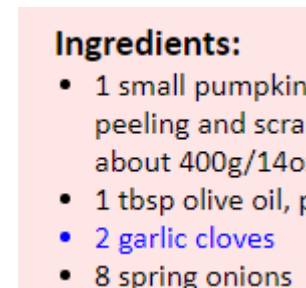 Ingredients:
• 1 small pumpkin
peeling and scra
about 400g/14o
• 1 tbsp olive oil, p
• 2 garlic cloves
• 8 spring onions